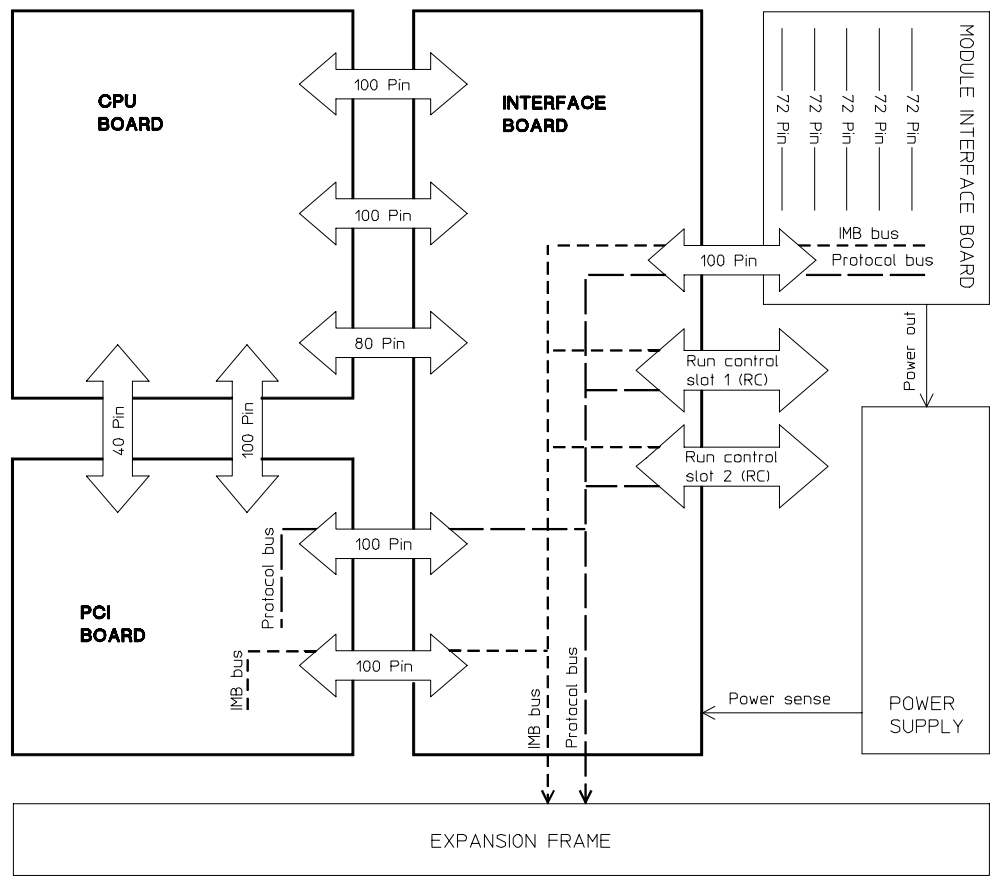 CPU
BOARD
100 Pin
100 Pin
80 Pin
40 Pin
100 Pin
INTERFACE
BOARD
MODULE INTERFACE BOARD
72 Pin
72 Pin
72 Pin
72 Pin
72 Pin
IMB bus
Protocol bus
100 Pin
Run control
slot 1 (RC)
Run control
slot 2 (RC)
Power out
PCI
BOARD
Protocol bus
100 Pin
IMB bus
100 Pin
IMB bus
Protocol bus
Power sense
POWER
SUPPLY
EXPANSION FRAME